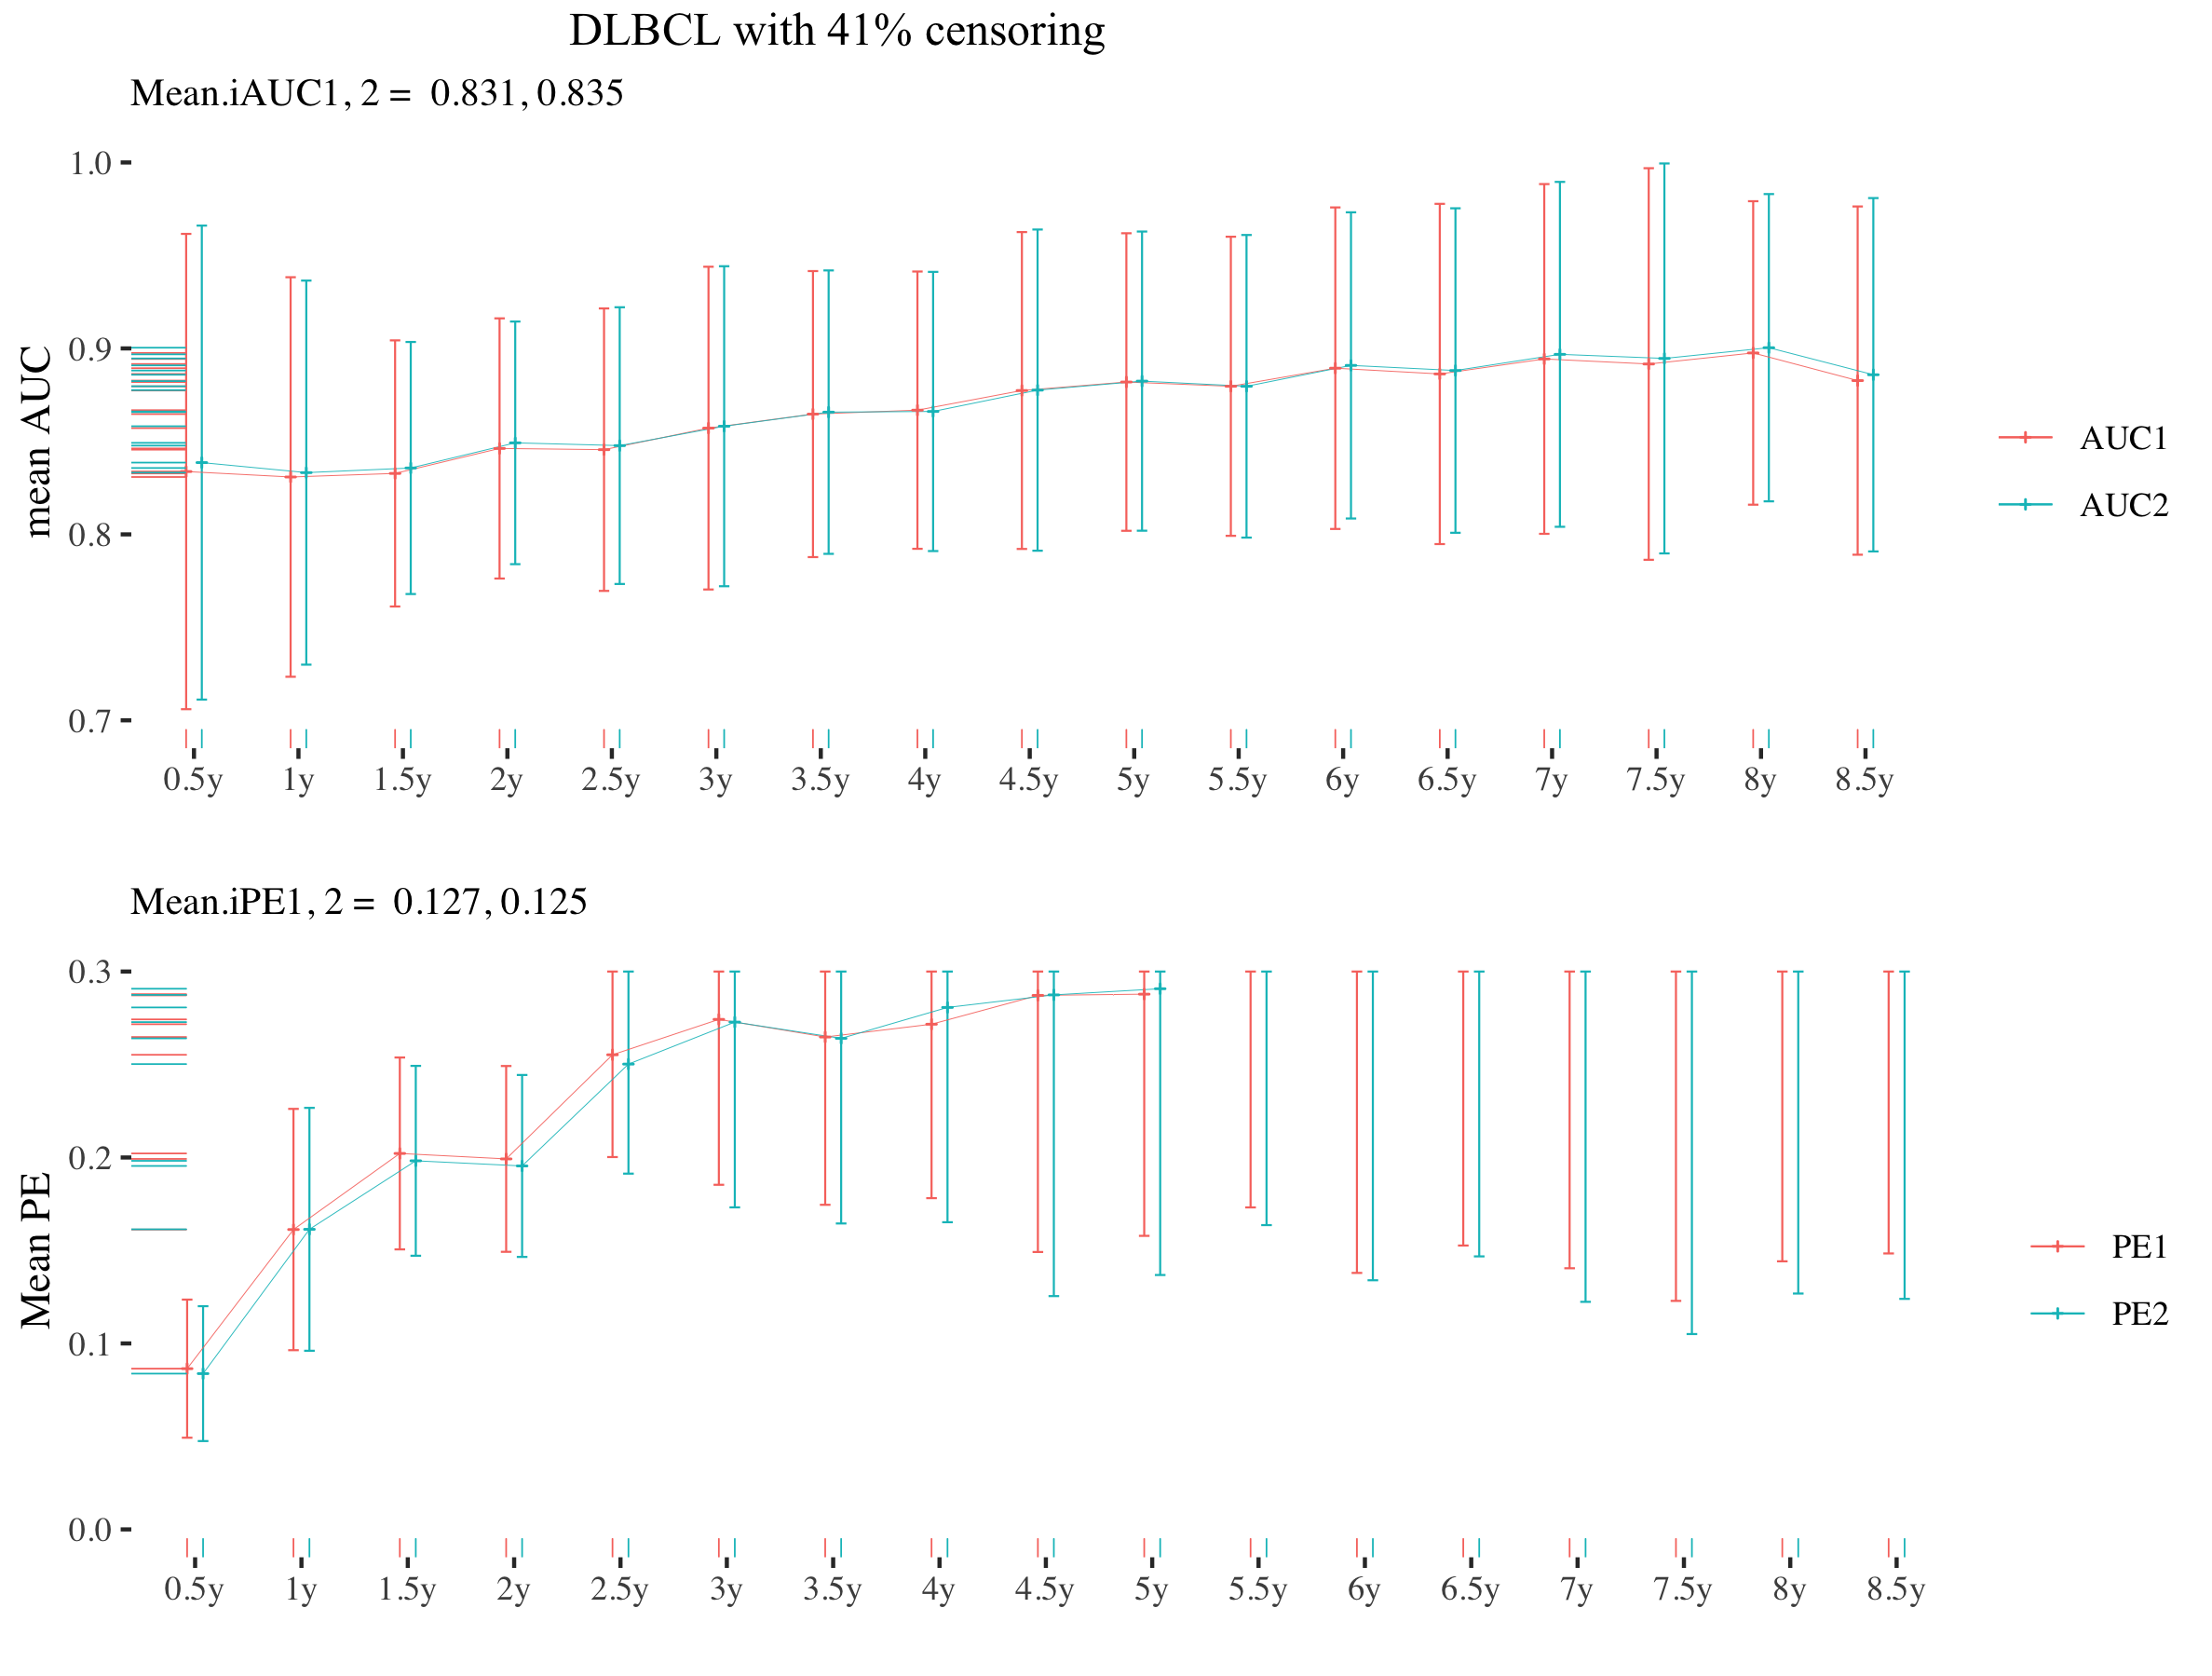 DLBCL with 41% censoring
Mean.iAUC1, 2 = 0.831, 0.835
mean AUC
1.0
0.9
0.8
0.7
0.5y 1y 1.5y 2y 2.5y 3y 3.5y 4y 4.5y 5y 5.5y 6y 6.5y 7y 7.5y 8y 8.5y
AUC1
AUC2
Mean.iPE1, 2 = 0.127, 0.125
Mean PE
0.3
0.2
0.1
0.0
0.5y 1y 1.5y 2y 2.5y 3y 3.5y 4y 4.5y 5y 5.5y 6y 6.5y 7y 7.5y 8y 8.5y
PE1
PE2